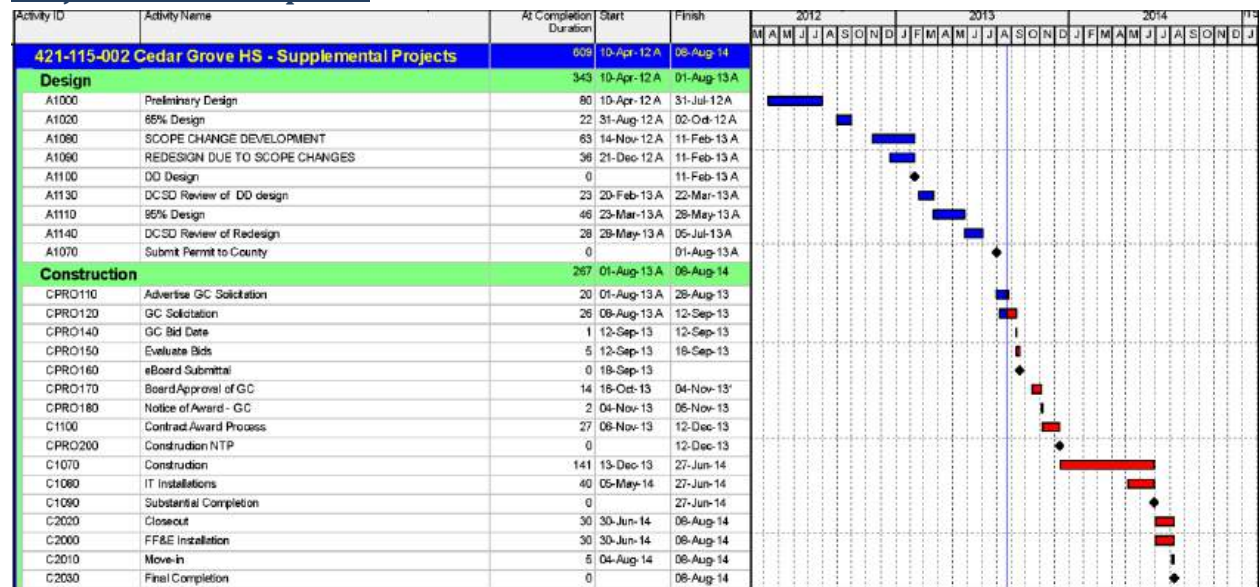 Activity ID Activity Name At Completion Duration Start Finish 2012 2013 2014
M A M J J A S O N D J F M A M J J A S O N D J F M A M J J A S O N D J
421-115-002 Cedar Grove HS - Supplemental Projects 609 10-Apr-12 A 08-Aug-14
Design 343 10-Apr-12 A 01-Aug-13 A
A1000 Preliminary Design 80 10-Apr-12 A 31-Jul-12 A
A1020 65% Design 22 31-Aug-12 A 02-Oct-12 A
A1080 SCOPE CHANGE DEVELOPMENT 63 14-Nov-12 A 11-Feb-13 A
A1090 REDESIGN DUE TO SCOPE CHANGES 36 21-Dec-12 A 11-Feb-13 A
A1100 DD Design 0 11-Feb-13 A
A1130 DCSD Review of DD design 23 20-Feb-13 A 22-Mar-13 A
A1110 95% Design 46 23-Mar-13 A 28-May-13 A
A1140 DCSD Review of Redesign 28 28-May-13 A 05-Jul-13 A
A1070 Submit Permit to County 0 01-Aug-13 A
Construction 267 01-Aug-13 A 08-Aug-14
CPRO110 Advertise GC Solicitation 20 01-Aug-13 A 28-Aug-13
CPRO120 GC Solicitation 26 08-Aug-13 A 12-Sep-13
CPRO140 GC Bid Date 1 12-Sep-13 12-Sep-13
CPRO150 Evaluate Bids 5 12-Sep-13 18-Sep-13
CPRO160 eBoard Submittal 0 18-Sep-13
CPRO170 Board Approval of GC 14 16-Oct-13 04-Nov-13*
CPRO180 Notice of Award - GC 2 04-Nov-13 05-Nov-13
C1100 Contract Award Process 27 06-Nov-13 12-Dec-13
CPRO200 Construction NTP 0 12-Dec-13
C1070 Construction 141 13-Dec-13 27-Jun-14
C1080 IT Installations 40 05-May-14 27-Jun-14
C1090 Substantial Completion 0 27-Jun-14
C2020 Closeout 30 30-Jun-14 08-Aug-14
C2000 FF&E Installation 30 30-Jun-14 08-Aug-14
C2010 Move-in 5 04-Aug-14 08-Aug-14
C2030 Final Completion 0 08-Aug-14